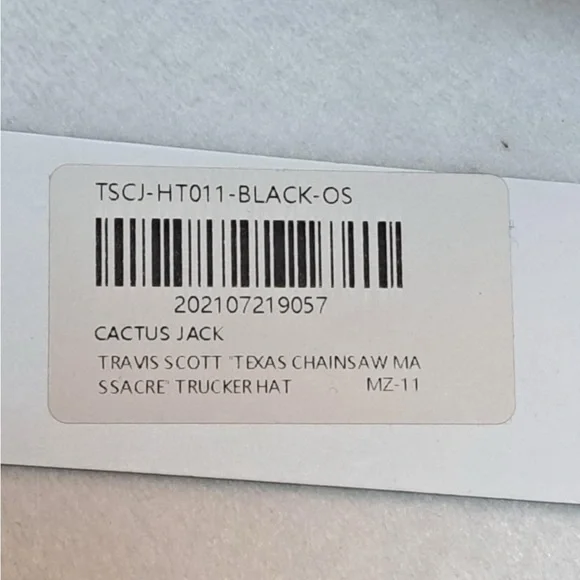 TSCJ-HT011-BLACK-OS
202107219057
CACTUS JACK
TRAVIS SCOTT "TEXAS CHAINSAW MA
SSACRE" TRUCKER HAT MZ-11